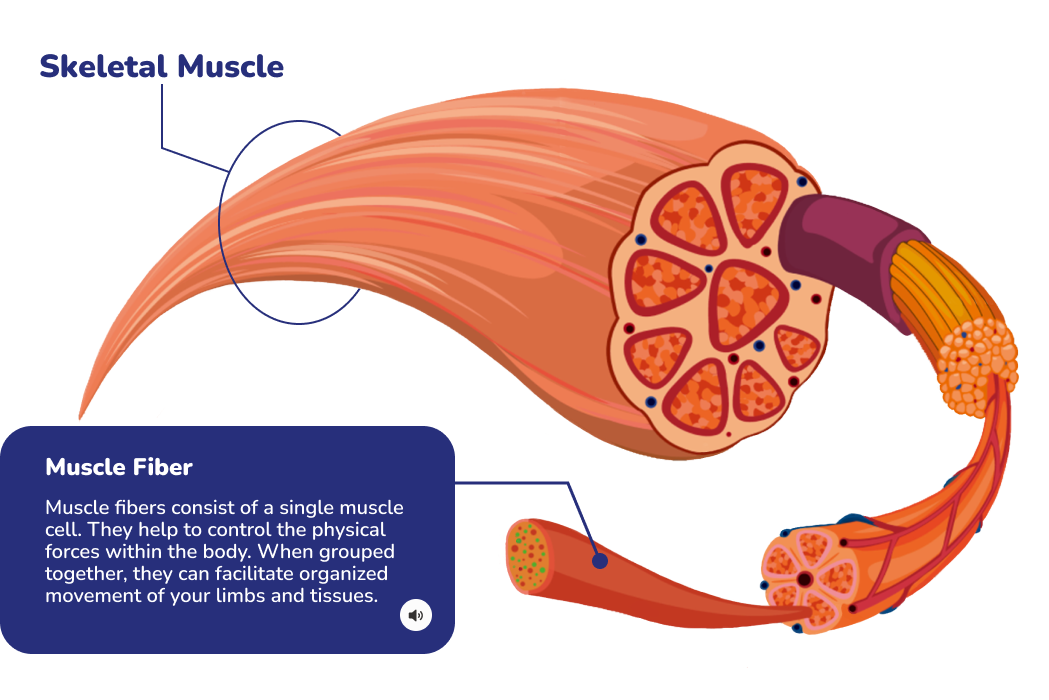 Skeletal Muscle
Muscle Fiber
Muscle fibers consist of a single muscle
cell. They help to control the physical
forces within the body. When grouped
together, they can facilitate organized
movement of your limbs and tissues.